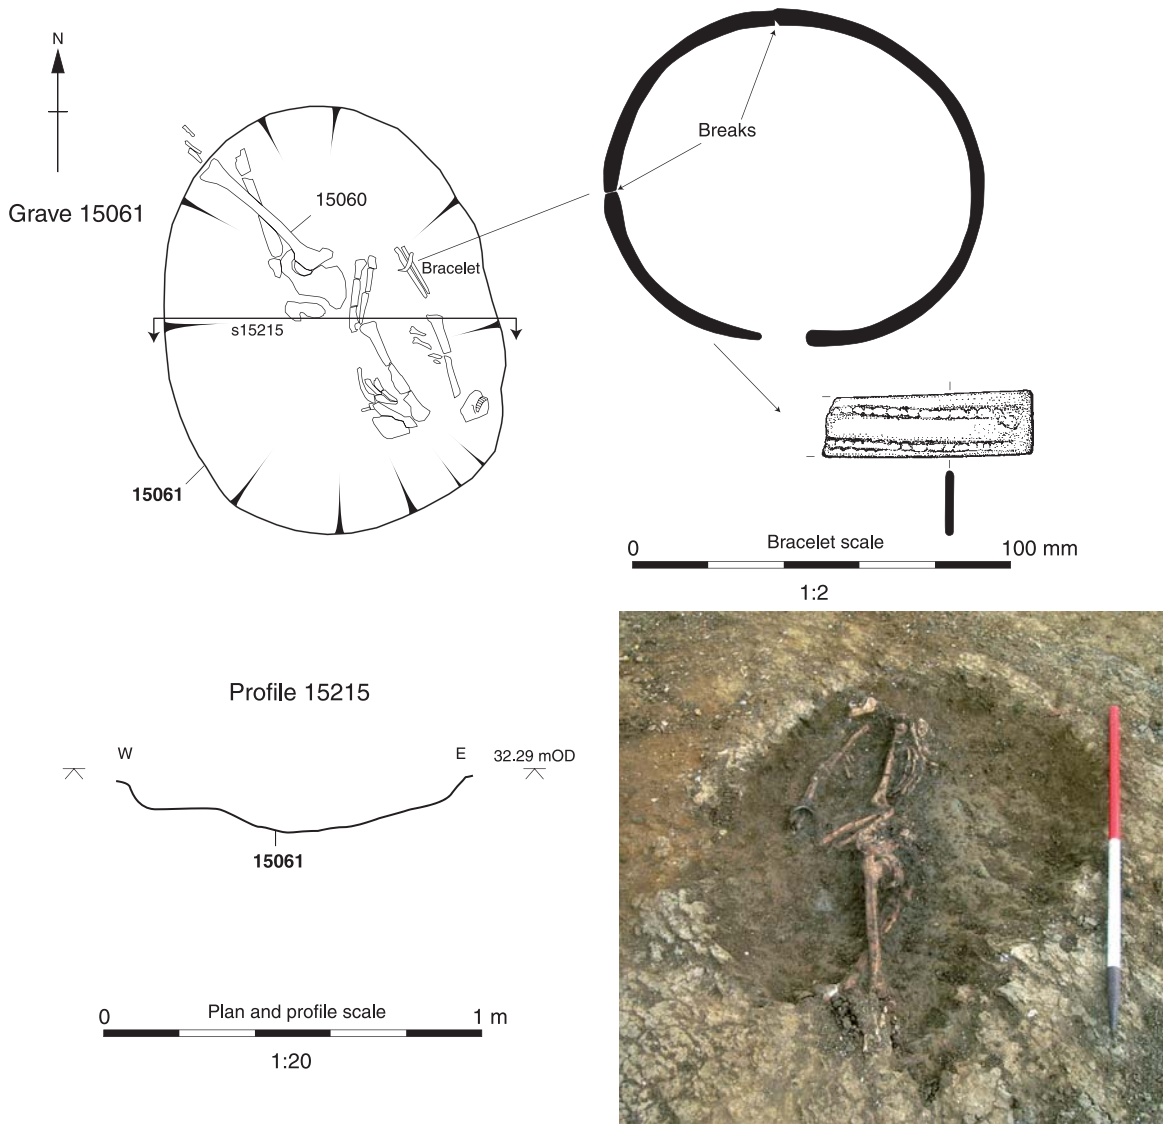 N
Grave 15061
15060
Bracelet
s15215
15061
Breaks
0 Bracelet scale 100 mm
1:2
Profile 15215
W E 32.29 mOD
15061
0 Plan and profile scale 1 m
1:20